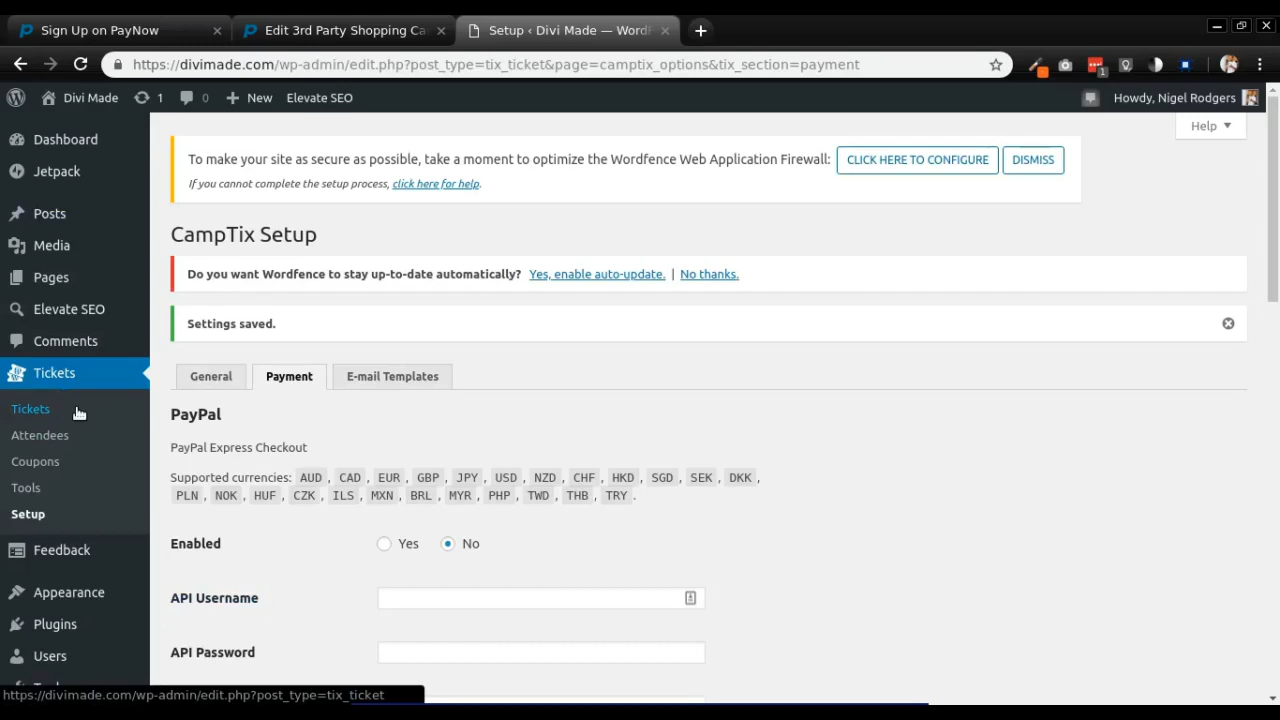 Sign Up on PayNow
Edit 3rd Party Shopping Ca
Setup ‹ Divi Made — WordP
https://divimade.com/wp-admin/edit.php?post_type=tix_ticket&page=camptix_options&tix_section=payment
1
Divi Made
1
0
New
Elevate SEO
Howdy, Nigel Rodgers
Help
Dashboard
Jetpack
Posts
Media
Pages
Elevate SEO
Comments
Tickets
Tickets
Attendees
Coupons
Tools
Setup
Feedback
Appearance
Plugins
Users
To make your site as secure as possible, take a moment to optimize the Wordfence Web Application Firewall: CLICK HERE TO CONFIGURE DISMISS
If you cannot complete the setup process, click here for help.
CampTix Setup
Do you want Wordfence to stay up-to-date automatically? Yes, enable auto-update. | No thanks.
Settings saved.
General Payment E-mail Templates
PayPal
PayPal Express Checkout
Supported currencies: AUD , CAD , EUR , GBP , JPY , USD , NZD , CHF , HKD , SGD , SEK , DKK ,
PLN , NOK , HUF , CZK , ILS , MXN , BRL , MYR , PHP , TWD , THB , TRY .
Enabled Yes No
API Username
API Password
https://divimade.com/wp-admin/edit.php?post_type=tix_ticket